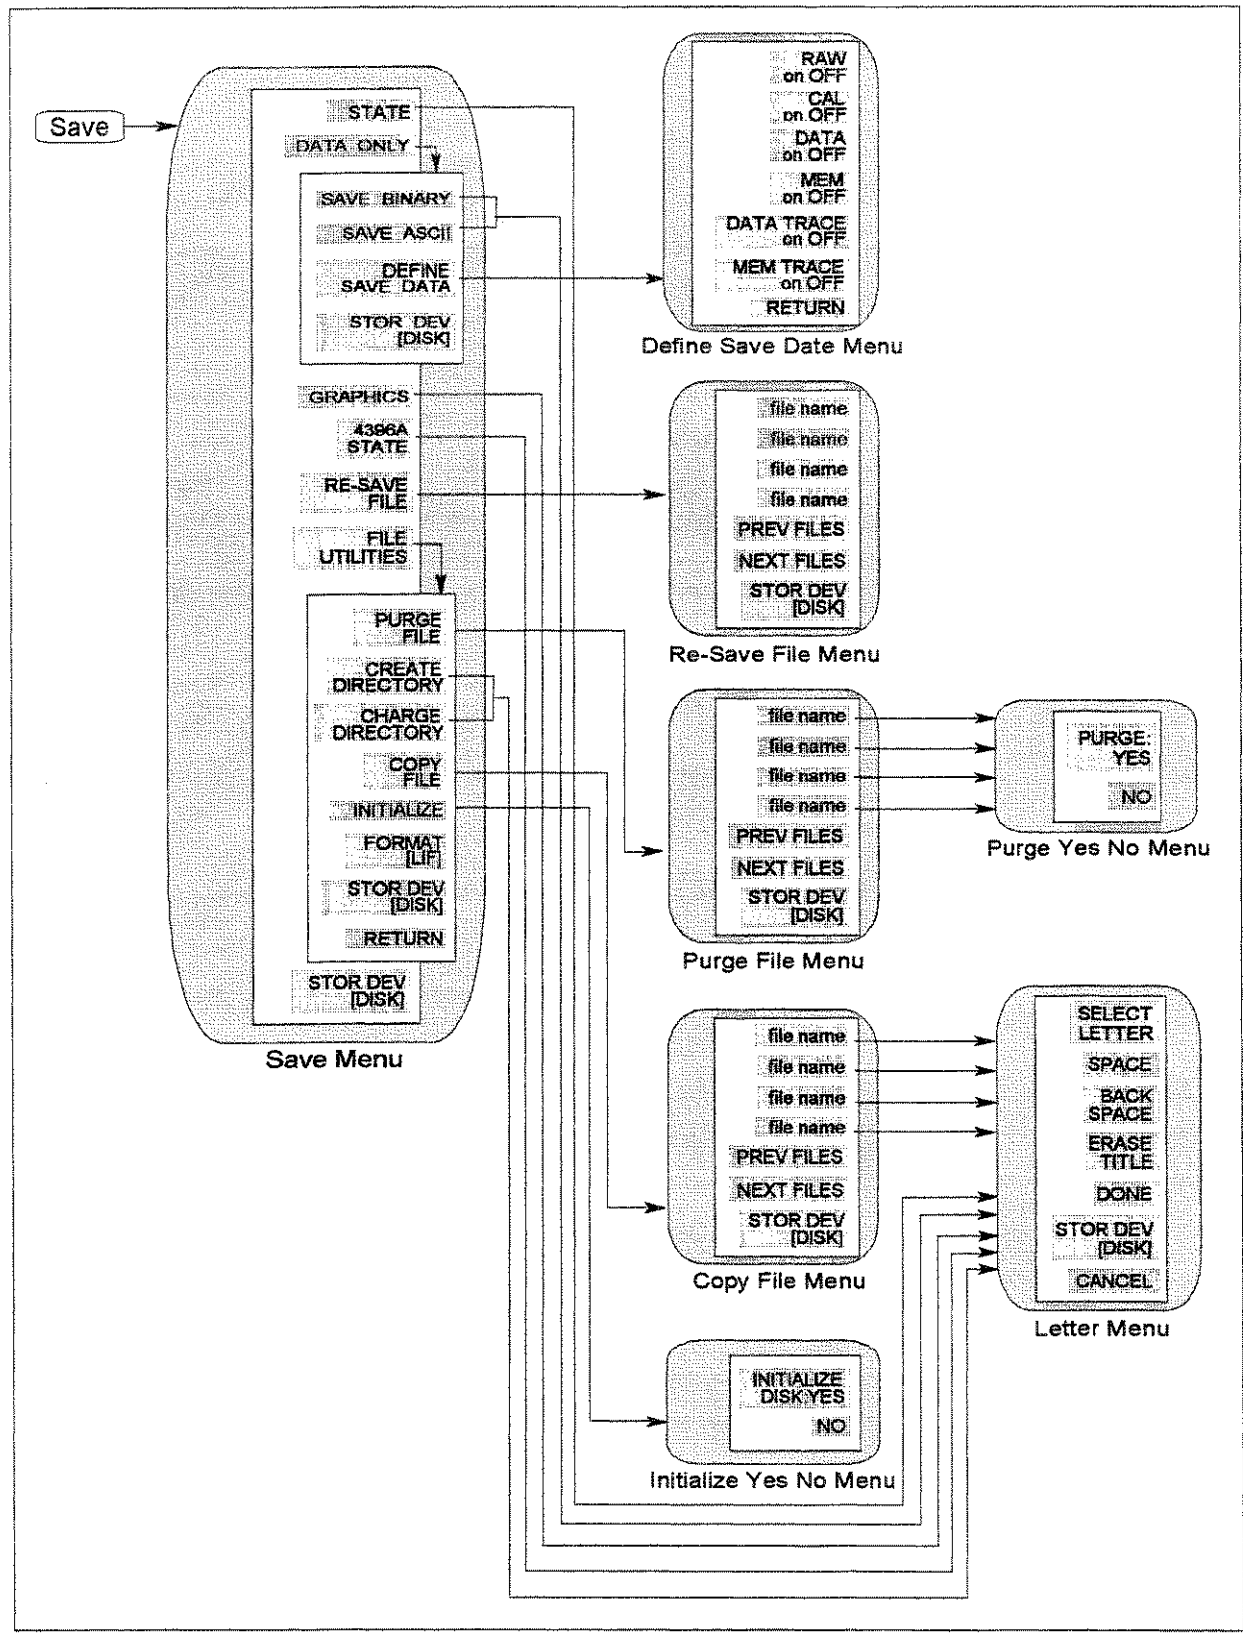 Save
STATE
DATA ONLY
SAVE BINARY
SAVE ASCII
DEFINE
SAVE DATA
STOR DEV
[DISK]
GRAPHICS
4396A
STATE
RE-SAVE
FILE
FILE
UTILITIES
PURGE
FILE
CREATE
DIRECTORY
CHARGE
DIRECTORY
COPY
FILE
INITIALIZE
FORMAT
[LIF]
STOR DEV
[DISK]
RETURN
STOR DEV
[DISK]
Save Menu
RAW
on OFF
CAL
on OFF
DATA
on OFF
MEM
on OFF
DATA TRACE
on OFF
MEM TRACE
on OFF
RETURN
Define Save Date Menu
file name
file name
file name
file name
PREV FILES
NEXT FILES
STOR DEV
[DISK]
Re-Save File Menu
file name
file name
file name
file name
PREV FILES
NEXT FILES
STOR DEV
[DISK]
Purge File Menu
PURGE:
YES
NO
Purge Yes No Menu
file name
file name
file name
file name
PREV FILES
NEXT FILES
STOR DEV
[DISK]
Copy File Menu
SELECT
LETTER
SPACE
BACK
SPACE
ERASE
TITLE
DONE
STOR DEV
[DISK]
CANCEL
Letter Menu
INITIALIZE
DISK:YES
NO
Initialize Yes No Menu